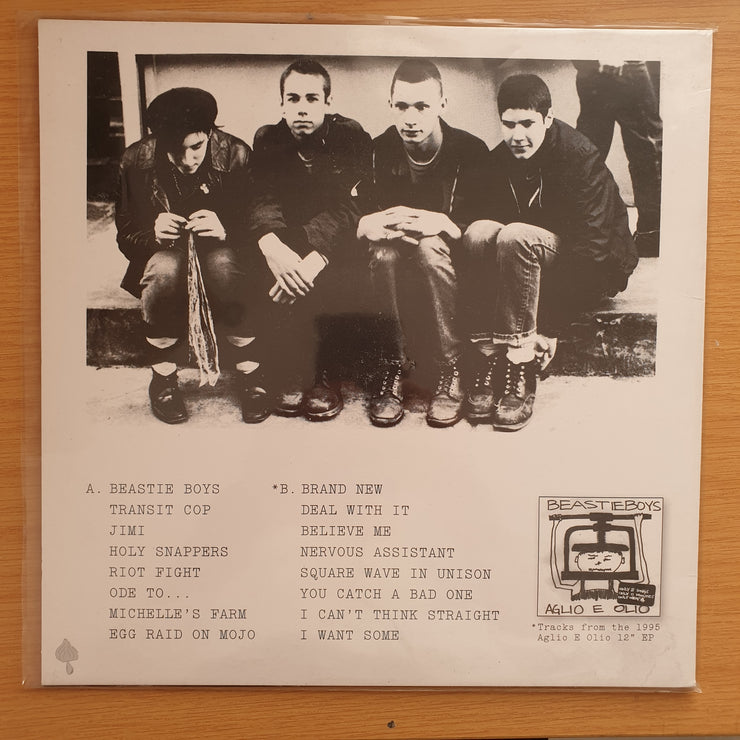 A. BEASTIE BOYS
TRANSIT COP
JIMI
HOLY SNAPPERS
RIOT FIGHT
ODE TO...
MICHELLE'S FARM
EGG RAID ON MOJO
*B. BRAND NEW
DEAL WITH IT
BELIEVE ME
NERVOUS ASSISTANT
SQUARE WAVE IN UNISON
YOU CATCH A BAD ONE
I CAN'T THINK STRAIGHT
I WANT SOME
BEASTIEBOYS
AGLIO E OLIO
*Tracks from the 1995
Aglio E Olio 12" EP